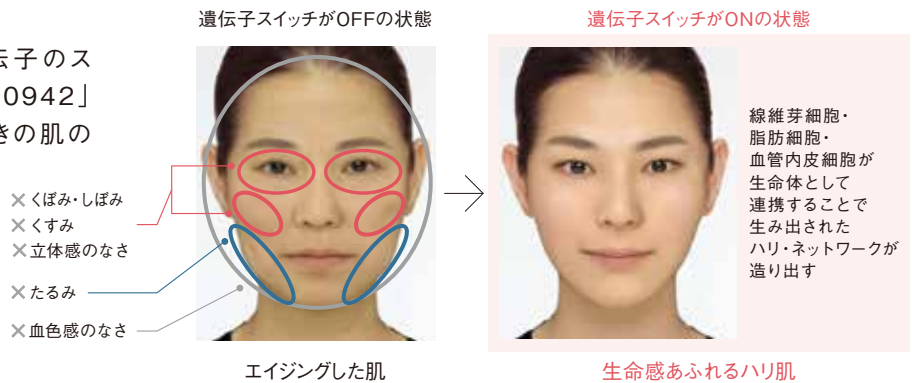 遺伝子スイッチがOFFの状態
遺伝子スイッチがONの状態
伝子のス
0942」
きの肌の
×くぼみ・しぼみ
×くすみ
×立体感のなさ
×たるみ
×血色感のなさ
線維芽細胞・
脂肪細胞・
血管内皮細胞が
生命体として
連携することで
生み出された
ハリ・ネットワークが
造り出す
エイジングした肌
生命感あふれるハリ肌